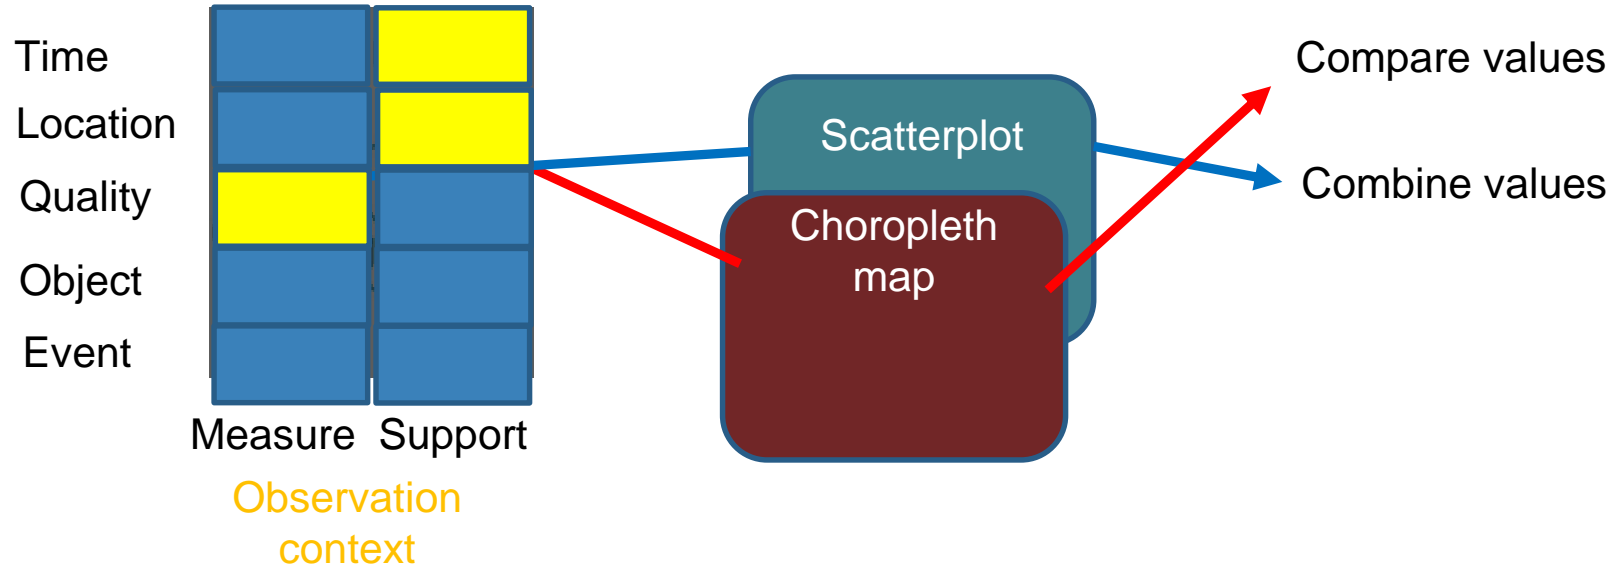 Time
Location
Quality
Object
Event
Measure Support
Observation
context
Scatterplot
Choropleth
map
Compare values
Combine values